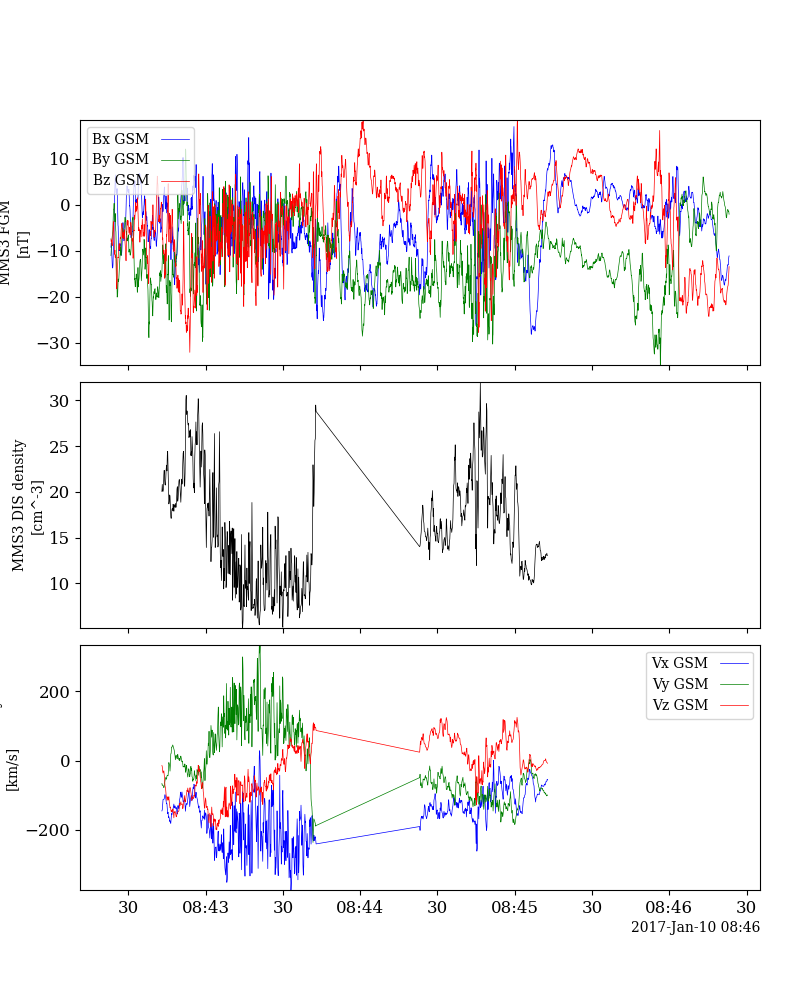 Bx GSM
By GSM
Bz GSM
MMS3 FGM
[nT]
10
0
−10
−20
−30
MMS3 DIS density
[cm^-3]
30
25
20
15
10
Vx GSM
Vy GSM
Vz GSM
[km/s]
200
0
−200
30 08:43 30 08:44 30 08:45 30 08:46 30
2017-Jan-10 08:46